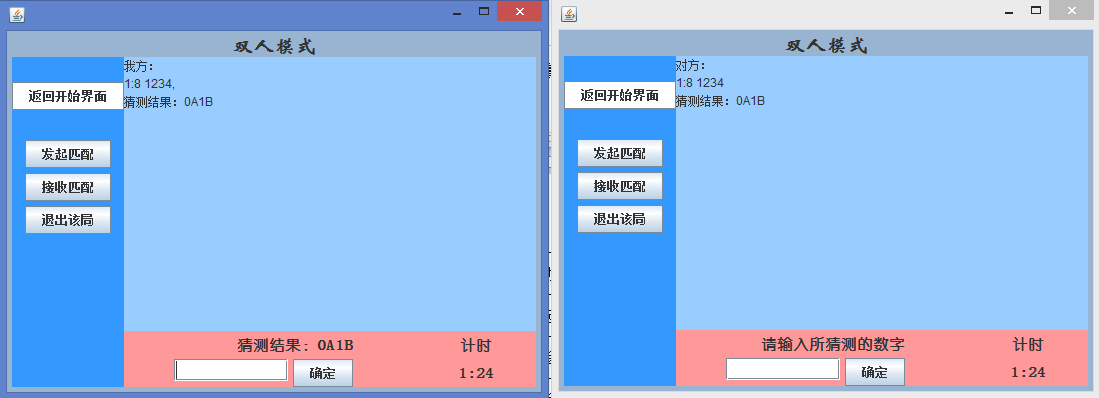 双人模式
我方:
1:8 1234,
猜测结果: 0A1B
返回开始界面
发起匹配
接收匹配
退出该局
猜测结果: 0A1B
计时
确定
1:24
双人模式
对方:
1:8 1234
猜测结果: 0A1B
返回开始界面
发起匹配
接收匹配
退出该局
请输入所猜测的数字
计时
确定
1:24